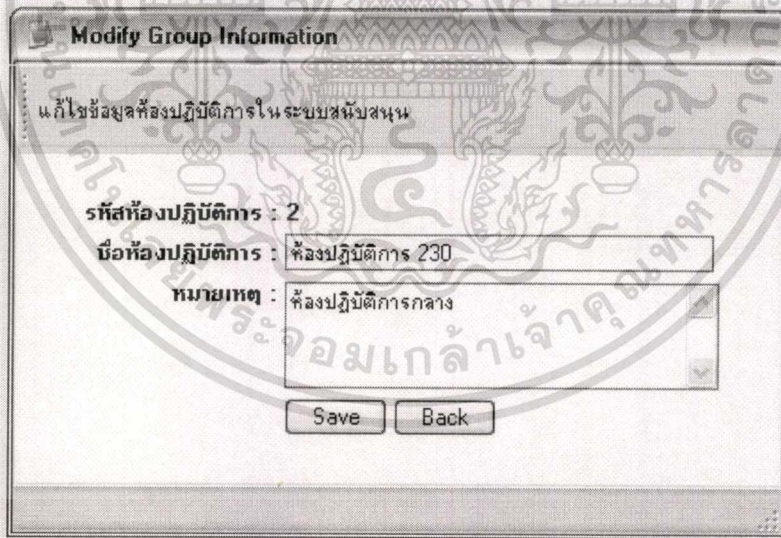 Modify Group Information
แก้ไขข้อมูลห้องปฏิบัติการในระบบสนับสนุน
รหัสห้องปฏิบัติการ : 2
ชื่อห้องปฏิบัติการ : ห้องปฏิบัติการ 230
หมายเหตุ : ห้องปฏิบัติการกลาง
Save Back